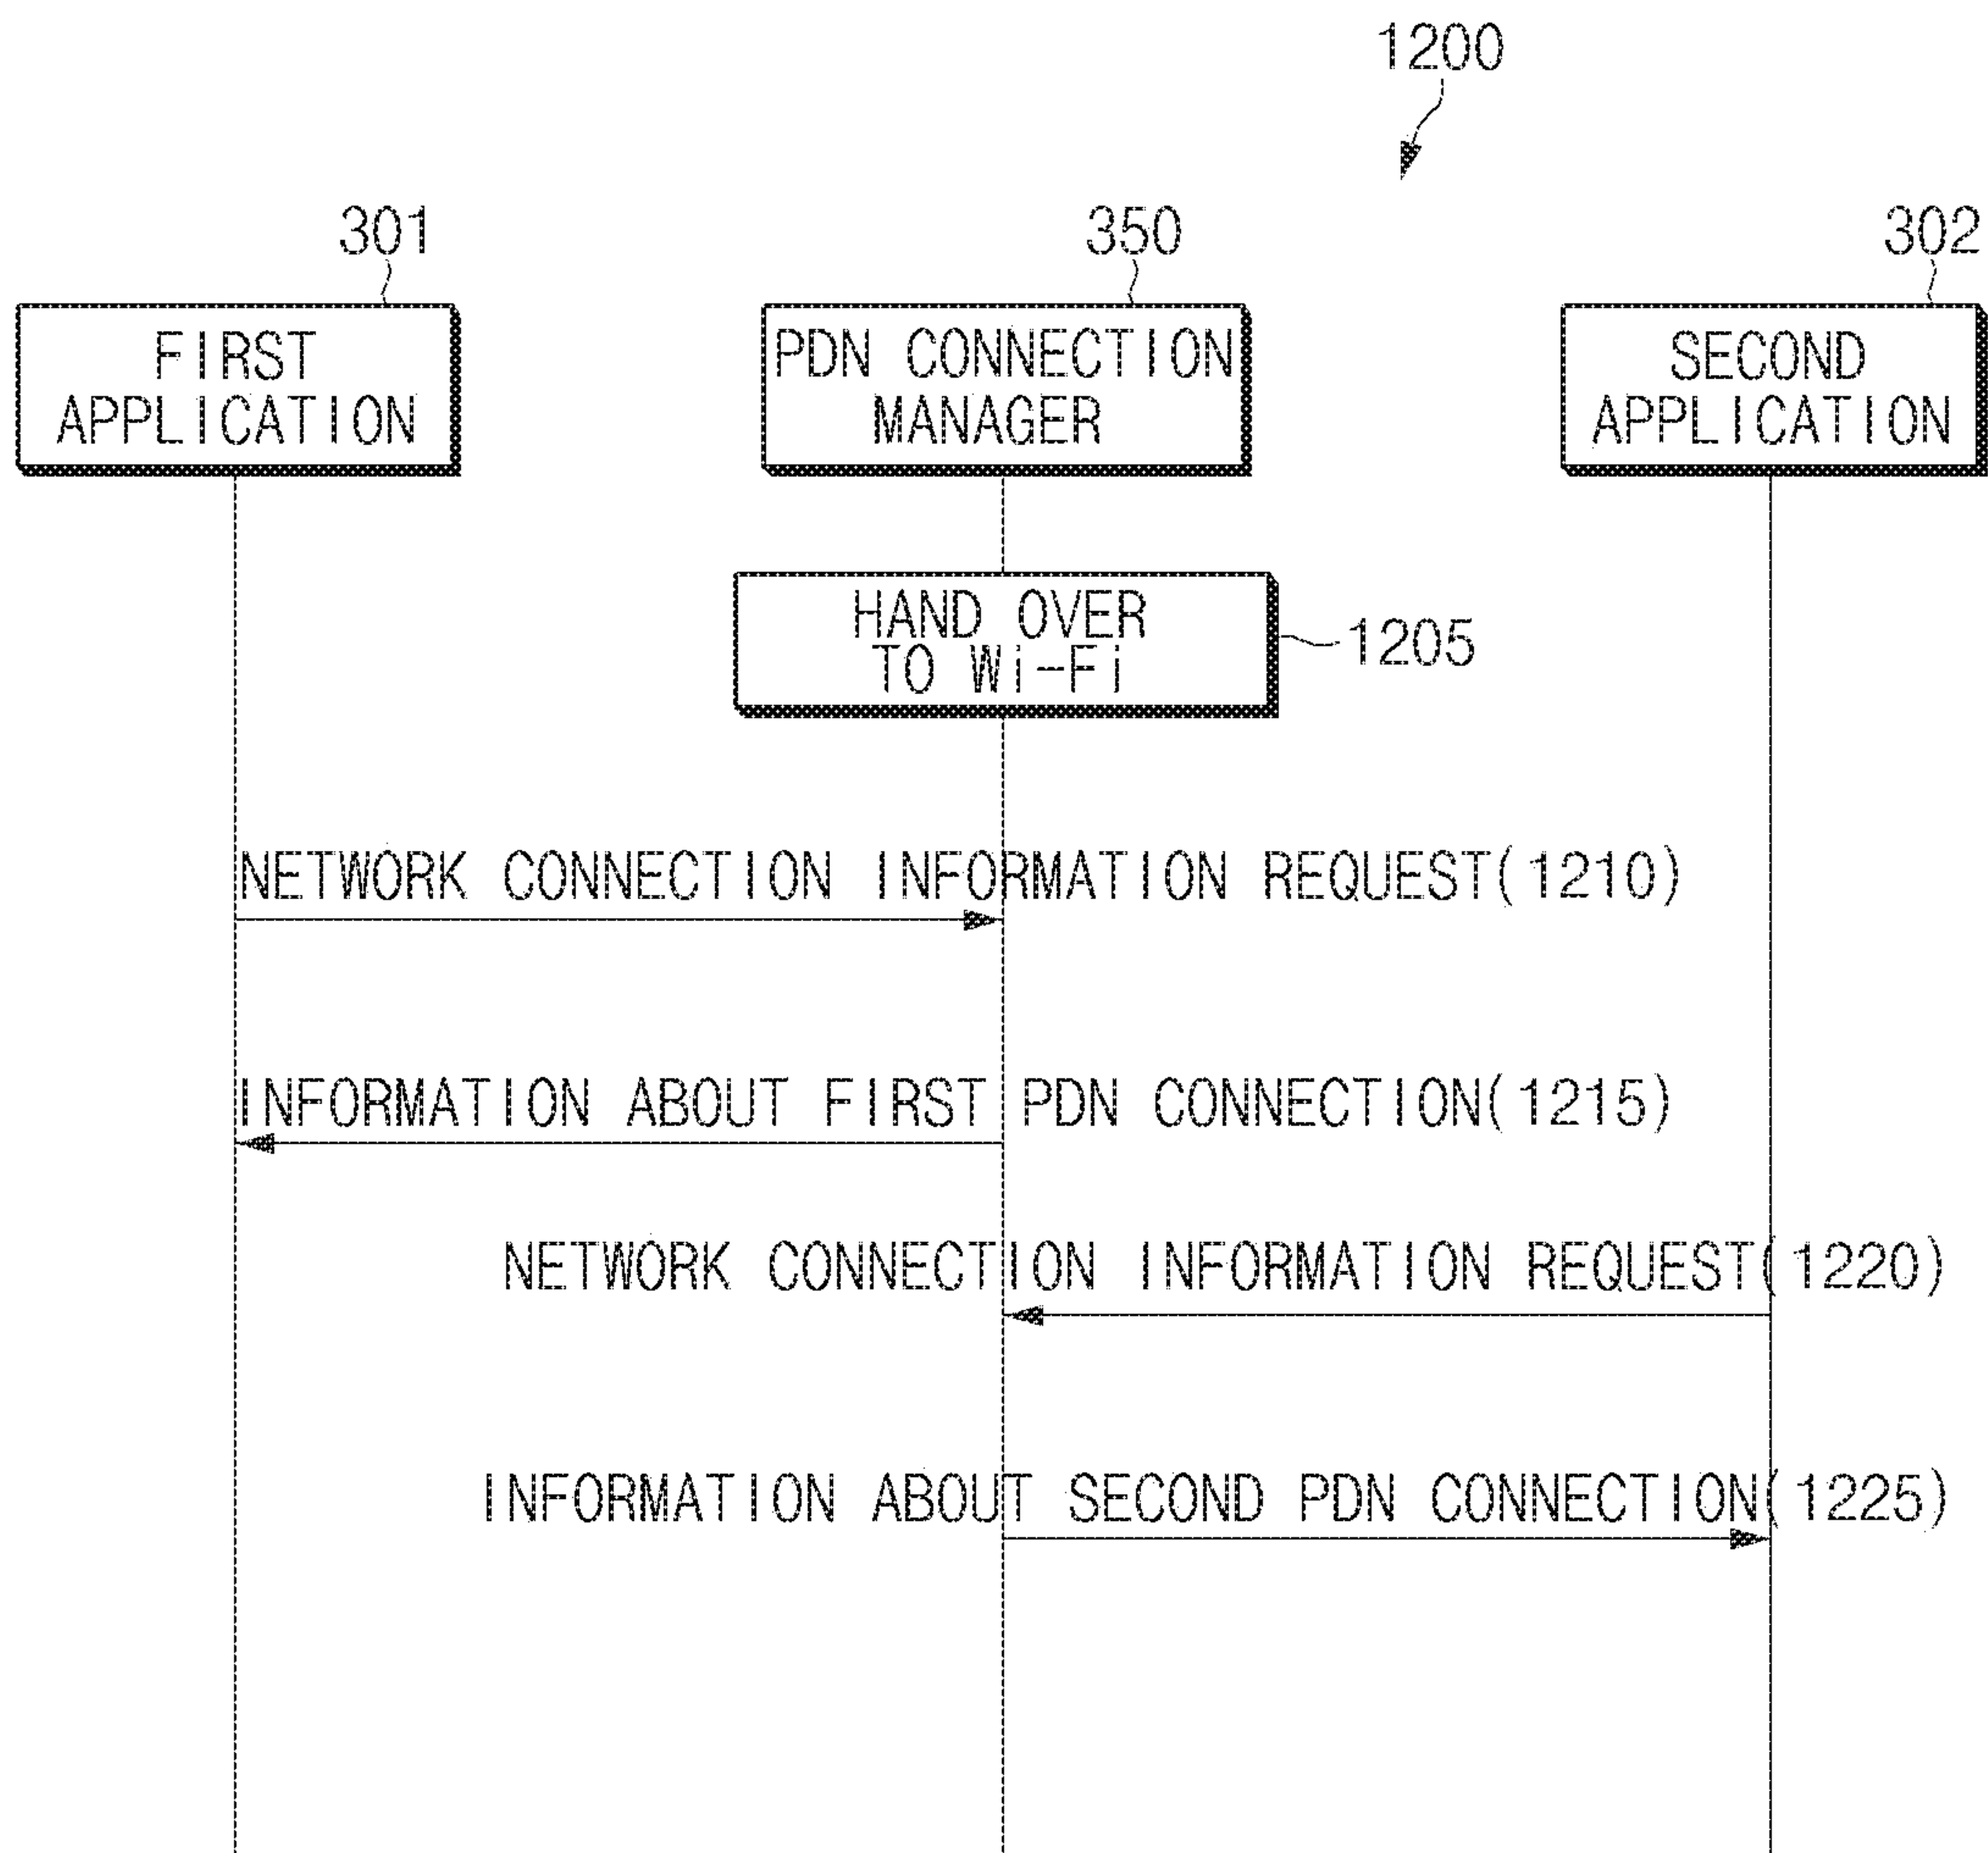 1200
301
350
302
FIRST
APPLICATION
PDN CONNECTION
MANAGER
SECOND
APPLICATION
HAND OVER
TO Wi-Fi
1205
NETWORK CONNECTION INFORMATION REQUEST(1210)
INFORMATION ABOUT FIRST PDN CONNECTION(1215)
NETWORK CONNECTION INFORMATION REQUEST(1220)
INFORMATION ABOUT SECOND PDN CONNECTION(1225)